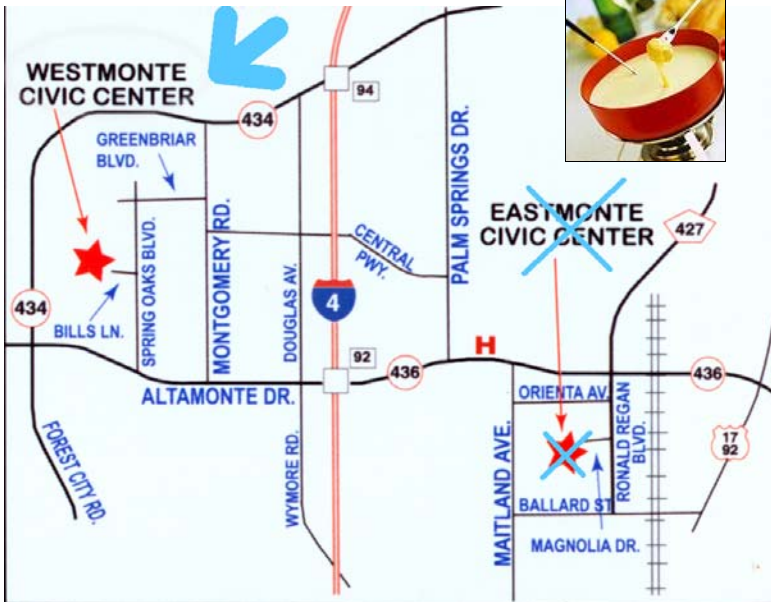 WESTMONTE
CIVIC CENTER
434
94
GREENBRIAR
BLVD.
PALM SPRINGS DR.
EASTMONTE
CIVIC CENTER
427
CENTRAL
PWY.
SPRING OAKS BLVD.
MONTGOMERY RD.
DOUGLAS AV.
4
434
BILLS LN.
92
H
436
436
ALTAMONTE DR.
ORIENTA AV.
FOREST CITY RD.
WYMORE RD.
MAITLAND AVE.
RONALD REGAN
BLVD.
17
92
BALLARD ST
MAGNOLIA DR.